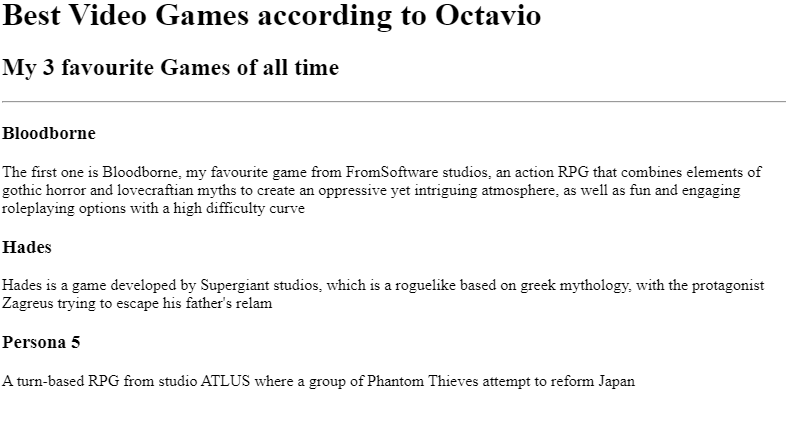 Best Video Games according to Octavio
My 3 favourite Games of all time
Bloodborne
The first one is Bloodborne, my favourite game from FromSoftware studios, an action RPG that combines elements of
gothic horror and lovecraftian myths to create an oppressive yet intriguing atmosphere, as well as fun and engaging
roleplaying options with a high difficulty curve
Hades
Hades is a game developed by Supergiant studios, which is a roguelike based on greek mythology, with the protagonist
Zagreus trying to escape his father's relam
Persona 5
A turn-based RPG from studio ATLUS where a group of Phantom Thieves attempt to reform Japan